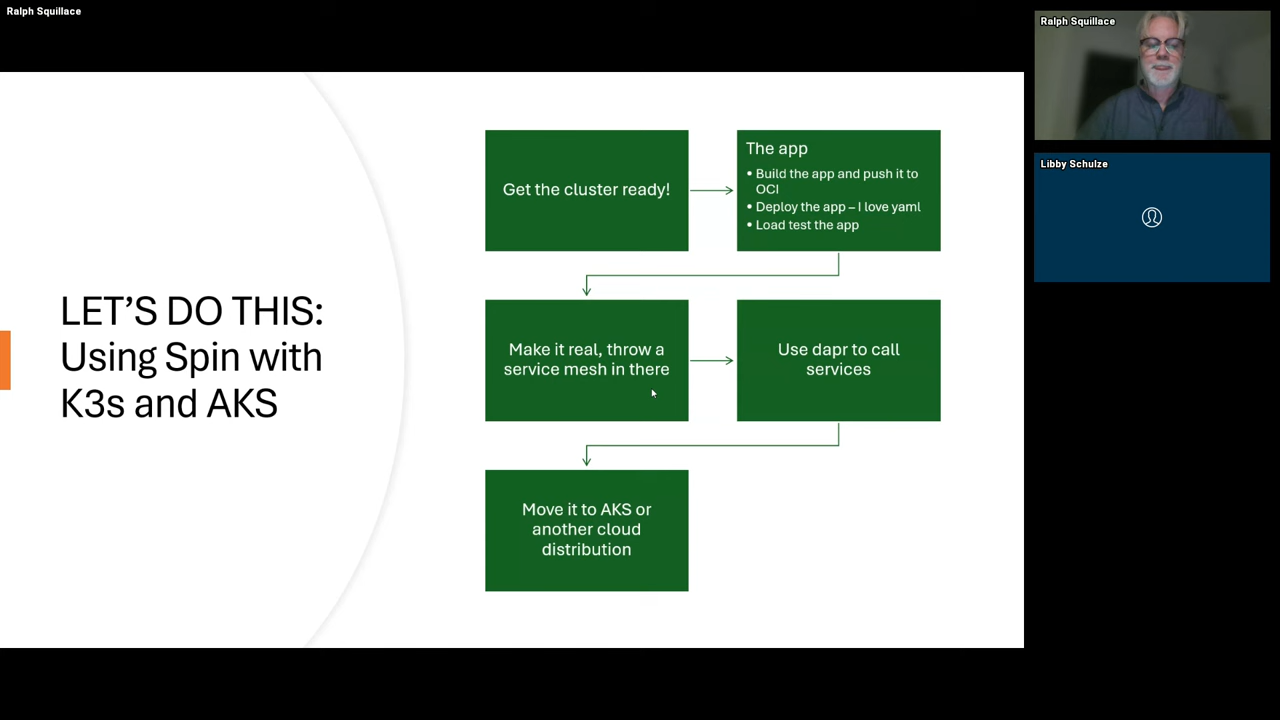 Ralph Squillace
Ralph Squillace
Libby Schulze
LET'S DO THIS:
Using Spin with
K3s and AKS
Get the cluster ready!
The app
• Build the app and push it to
OCI
• Deploy the app – I love yaml
• Load test the app
Make it real, throw a
service mesh in there
Use dapr to call
services
Move it to AKS or
another cloud
distribution